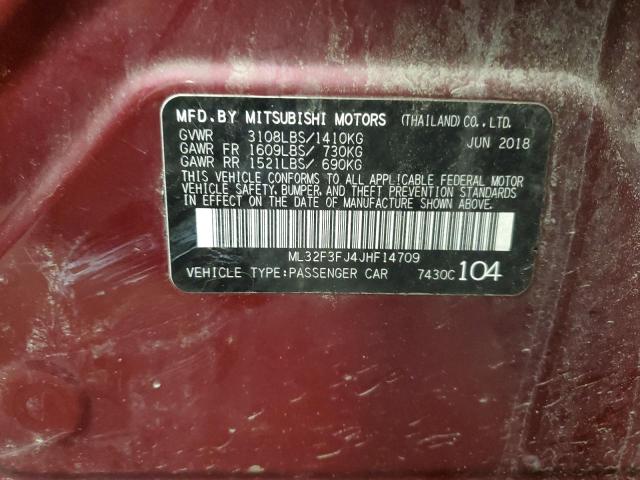 MFD.BY MITSUBISHI MOTORS (THAILAND) CO., LTD.
GVWR 3108LBS/1410KG JUN 2018
GAWR FR 1609LBS/ 730KG
GAWR RR 1521LBS/ 690KG
THIS VEHICLE CONFORMS TO ALL APPLICABLE FEDERAL MOTOR
VEHICLE SAFETY, BUMPER, AND THEFT PREVENTION STANDARDS
IN EFFECT ON THE DATE OF MANUFACTURE SHOWN ABOVE.
ML32F3FJ4JHF14709
VEHICLE TYPE:PASSENGER CAR 7430C 104